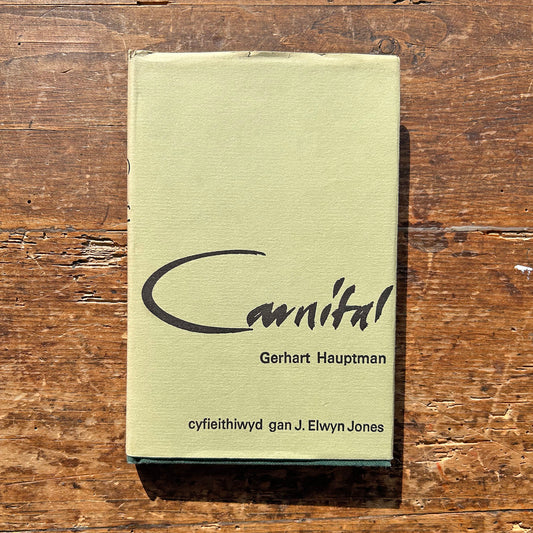 Carnifal
Gerhart Hauptman
cyfieithiwyd gan J. Elwyn Jones